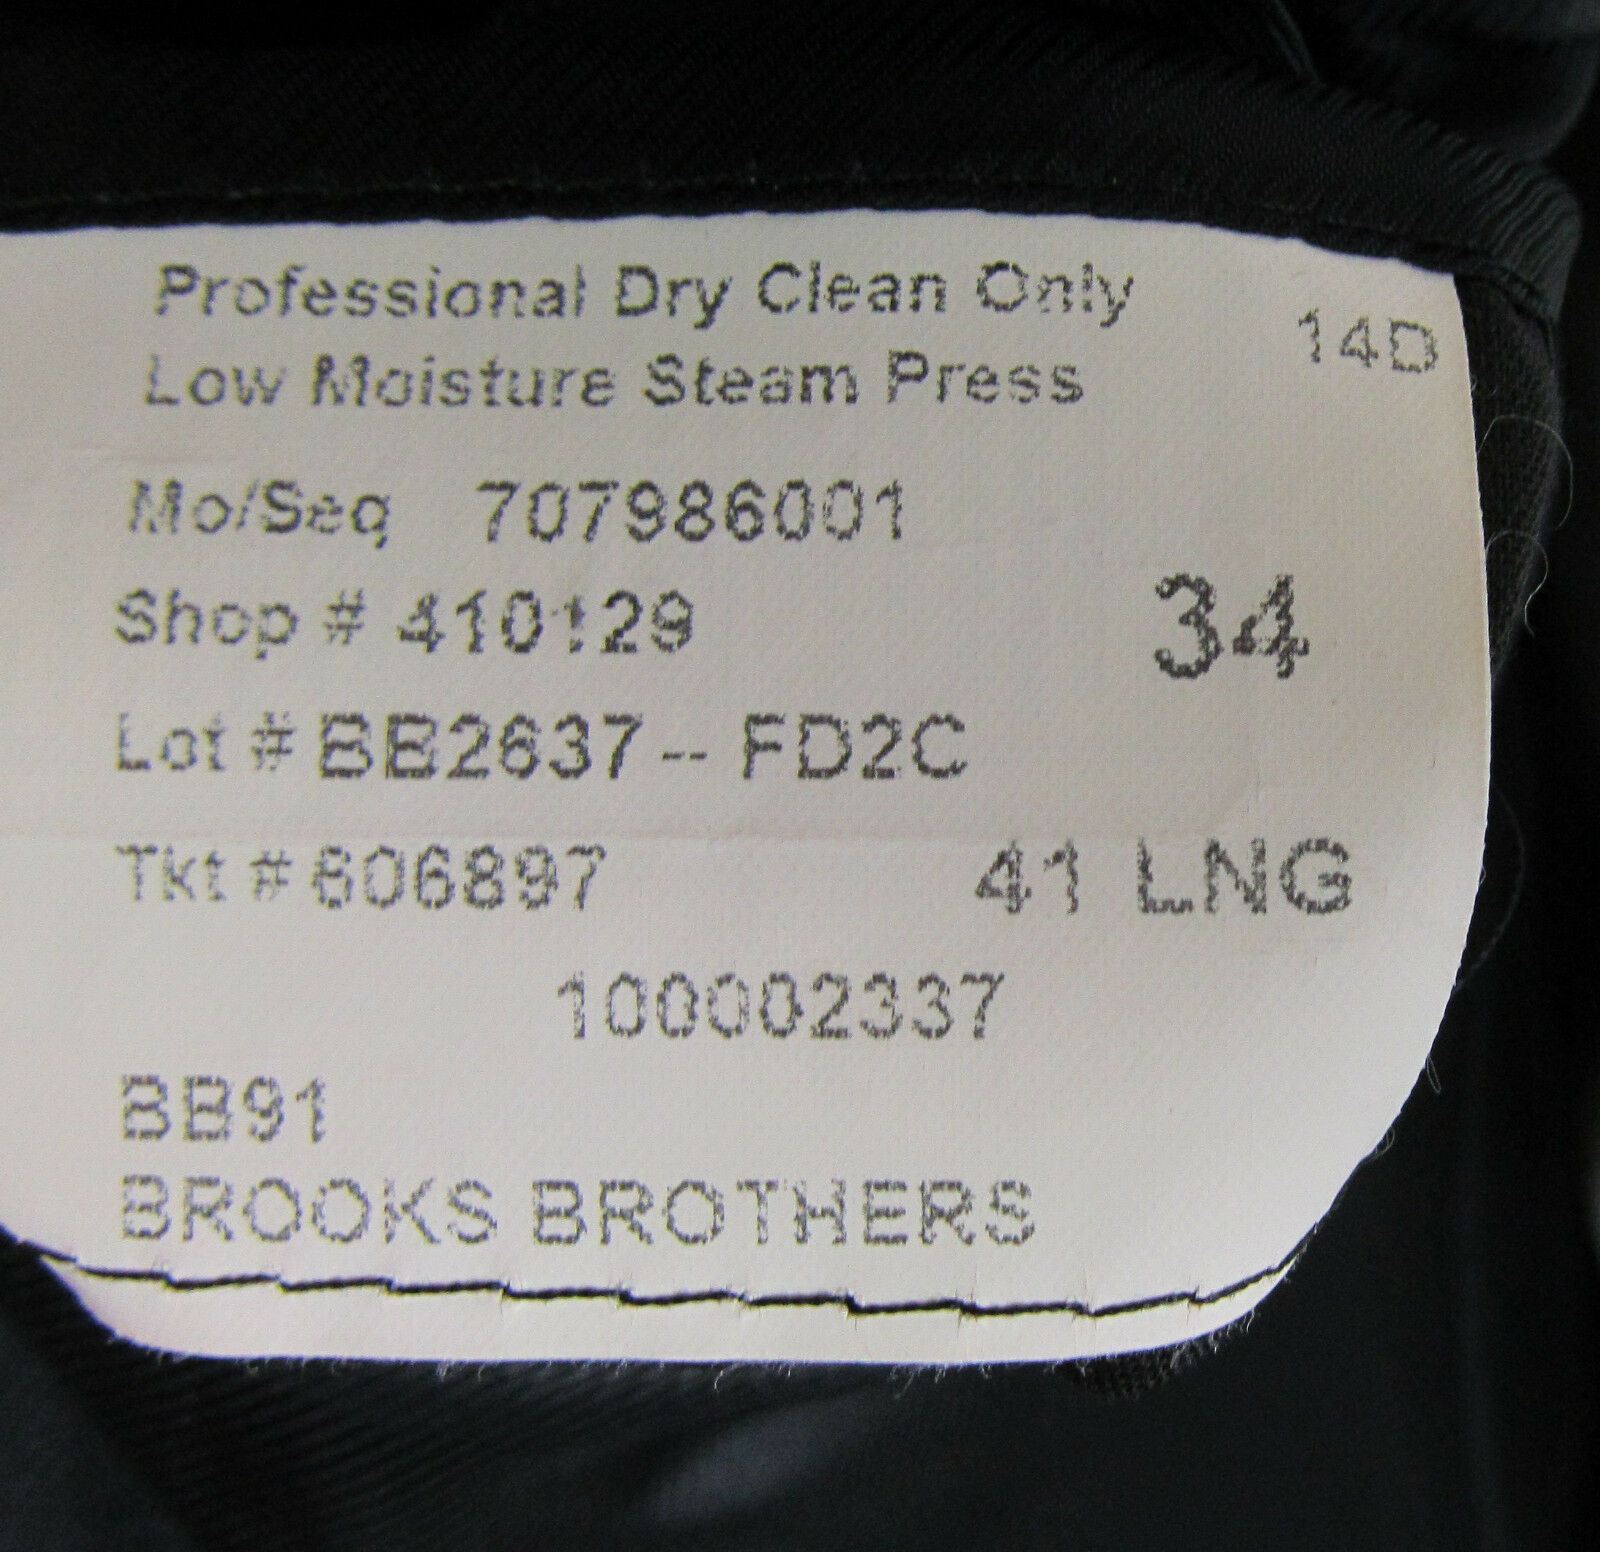 Professional Dry Clean Only
14D
Low Moisture Steam Press
Mo/Seq 707986001
Shop # 410129
34
Lot # BB2637-- FD2C
Tkt # 606897
41 LNG
100002337
BB91
BROOKS BROTHERS